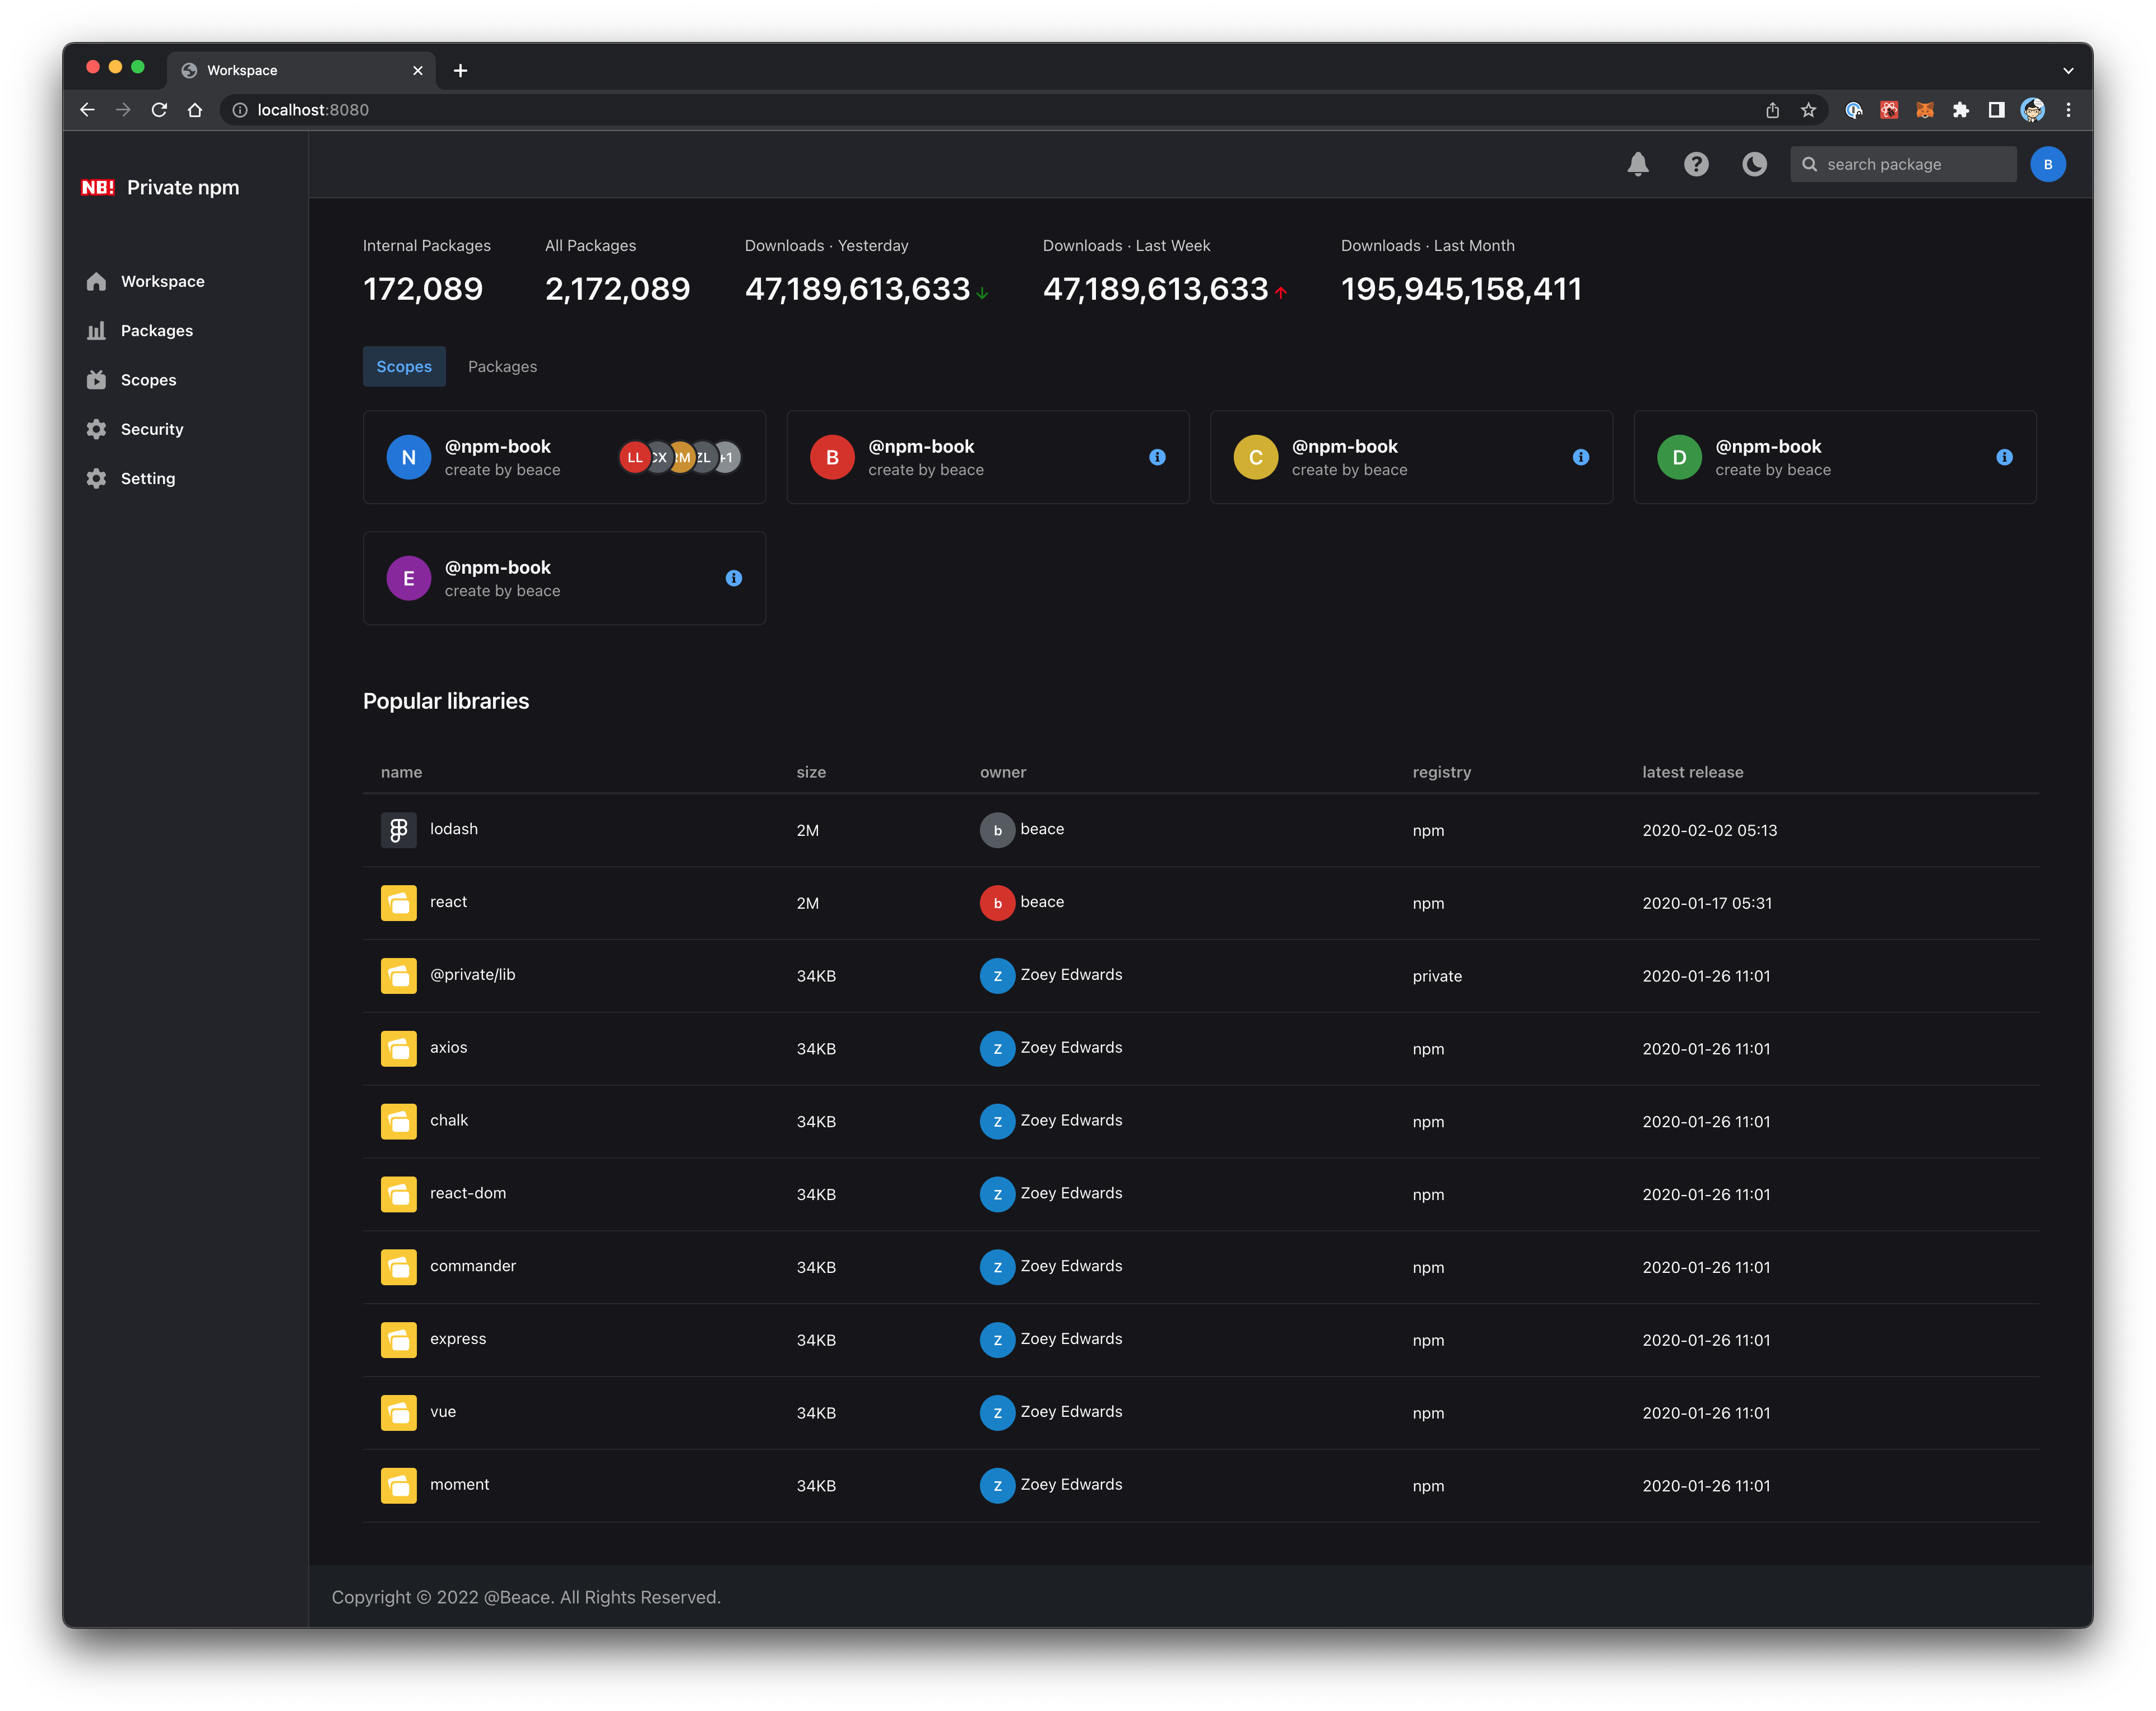 Workspace
localhost:8080
NB! Private npm
search package
B
Workspace
Packages
Scopes
Security
Setting
Internal Packages
172,089
All Packages
2,172,089
Downloads · Yesterday
47,189,613,633
Downloads · Last Week
47,189,613,633
Downloads · Last Month
195,945,158,411
Scopes Packages
N
@npm-book
create by beace
LL CX ZL +1
B
@npm-book
create by beace
C
@npm-book
create by beace
D
@npm-book
create by beace
E
@npm-book
create by beace
Popular libraries
name size owner registry latest release
lodash 2M b beace npm 2020-02-02 05:13
react 2M b beace npm 2020-01-17 05:31
@private/lib 34KB Z Zoey Edwards private 2020-01-26 11:01
axios 34KB Z Zoey Edwards npm 2020-01-26 11:01
chalk 34KB Z Zoey Edwards npm 2020-01-26 11:01
react-dom 34KB Z Zoey Edwards npm 2020-01-26 11:01
commander 34KB Z Zoey Edwards npm 2020-01-26 11:01
express 34KB Z Zoey Edwards npm 2020-01-26 11:01
vue 34KB Z Zoey Edwards npm 2020-01-26 11:01
moment 34KB Z Zoey Edwards npm 2020-01-26 11:01
Copyright © 2022 @Beace. All Rights Reserved.